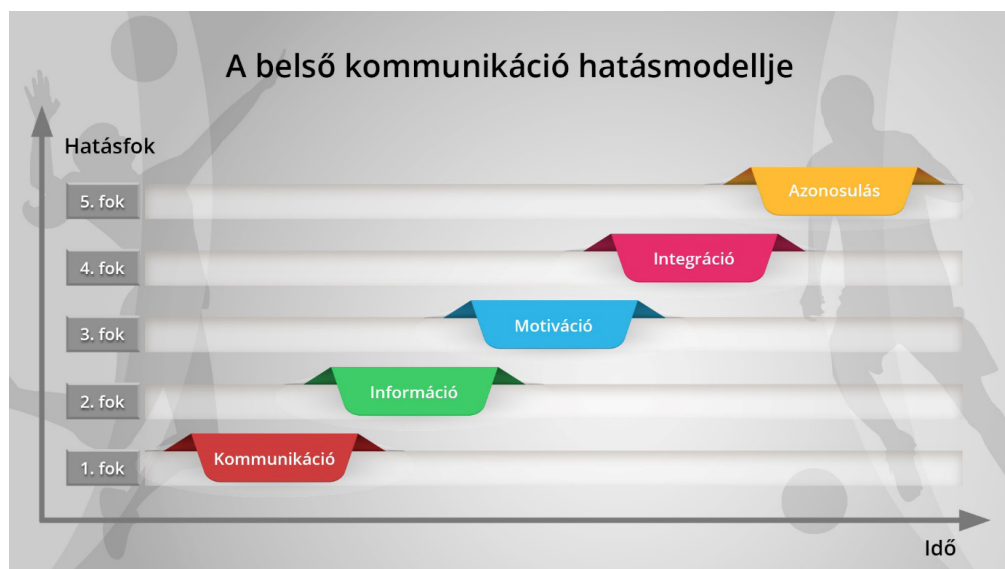 A belső kommunikáció hatásmodellje
Hatásfok
5. fok
Azonosulás
4. fok
Integráció
3. fok
Motiváció
2. fok
Információ
1. fok
Kommunikáció
Idő